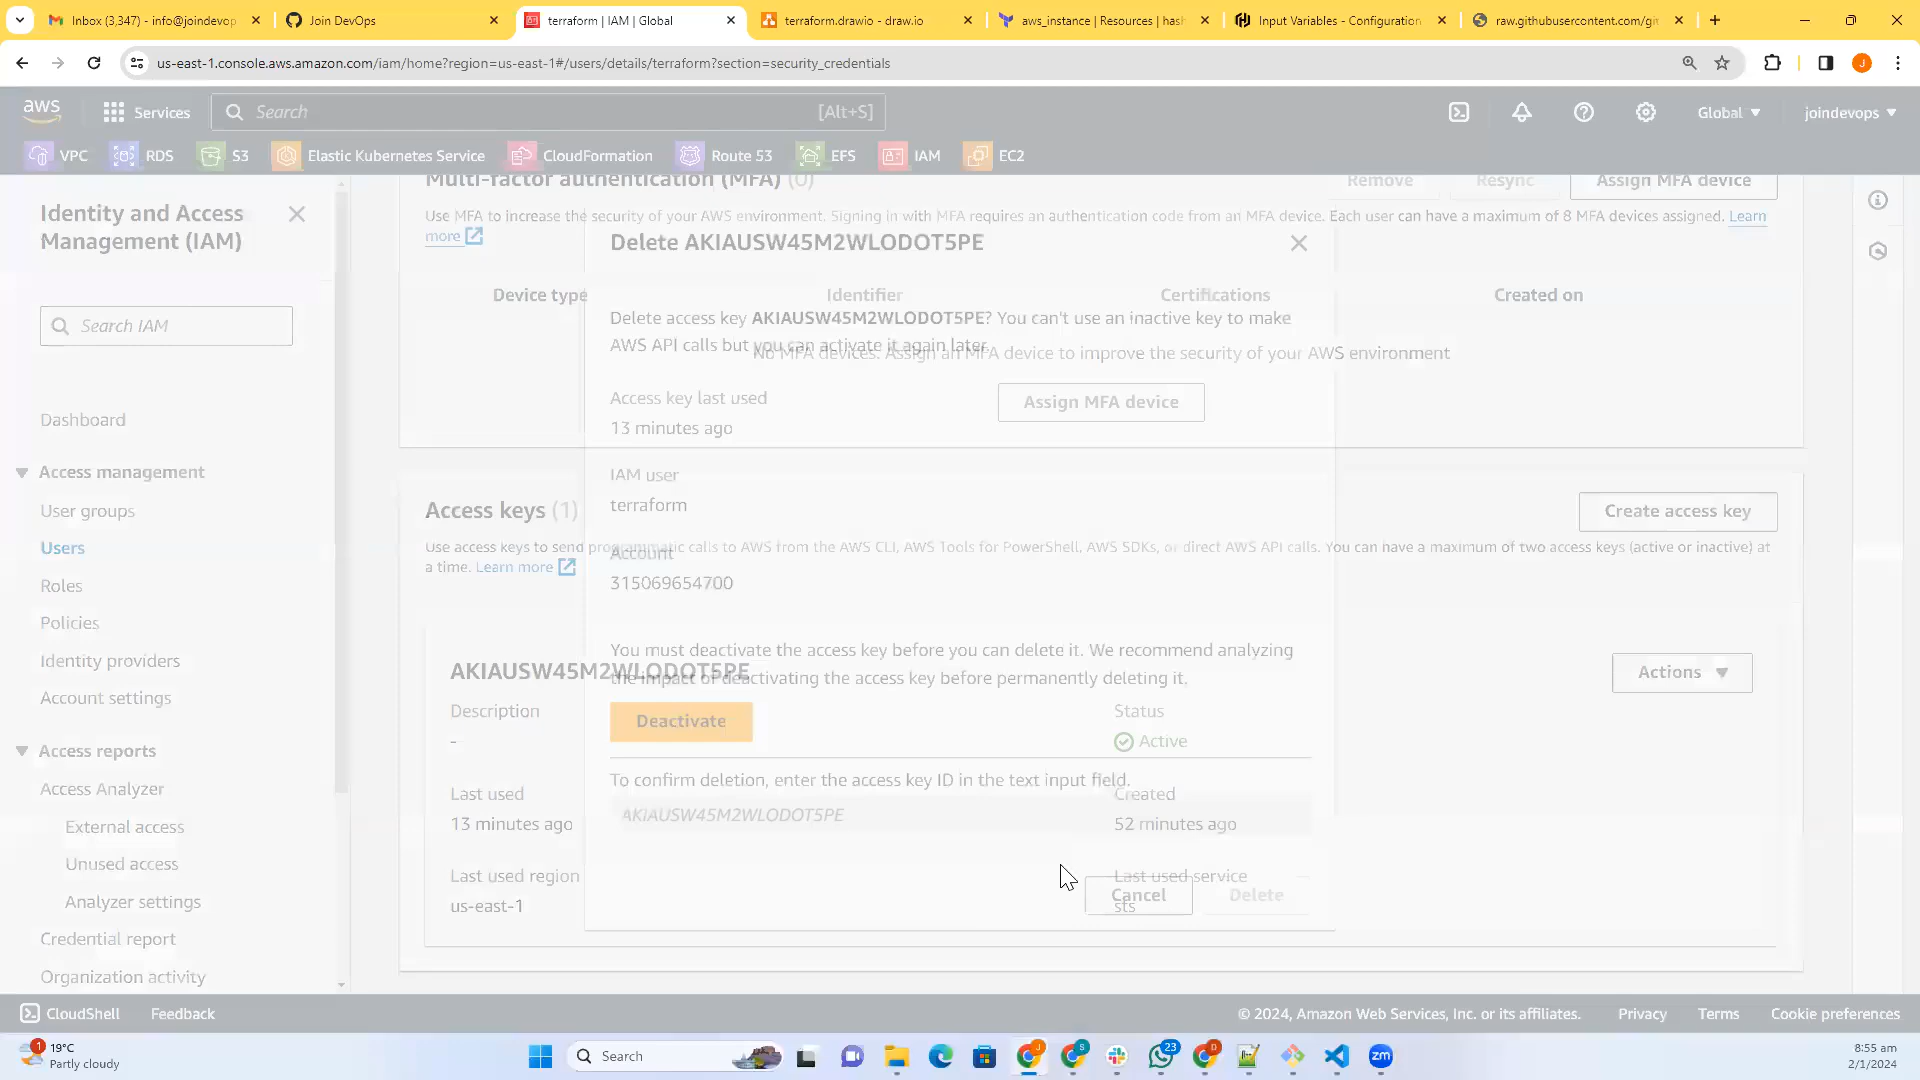 Inbox (3,347) - info@joindevop
Join DevOps
terraform | IAM | Global
terraform.drawio - draw.io
aws_instance | Resources | hash
Input Variables - Configuration
raw.githubusercontent.com/git
us-east-1.console.aws.amazon.com/iam/home?region=us-east-1#/users/details/terraform?section=security_credentials
aws
Services
Search
[Alt+S]
Global
joindevops
VPC
RDS
S3
Elastic Kubernetes Service
CloudFormation
Route 53
EFS
IAM
EC2
Identity and Access
Management (IAM)
Search IAM
Dashboard
Access management
User groups
Users
Roles
Policies
Identity providers
Account settings
Access reports
Access Analyzer
External access
Unused access
Analyzer settings
Credential report
Organization activity
Multi-factor authentication (MFA) (0)
Remove
Resync
Assign MFA device
Use MFA to increase the security of your AWS environment. Signing in with MFA requires an authentication code from an MFA device. Each user can have a maximum of 8 MFA devices assigned. Learn
more
Device type
Identifier
Certifications
Created on
No MFA devices. Assign an MFA device to improve the security of your AWS environment
Assign MFA device
Access keys (1)
Create access key
Use access keys to send programmatic calls to AWS from the AWS CLI, AWS Tools for PowerShell, AWS SDKs, or direct AWS API calls. You can have a maximum of two access keys (active or inactive) at
a time. Learn more
AKIAUSW45M2WLODOT5PE
Actions
Description
-
Status
Active
Last used
13 minutes ago
Created
52 minutes ago
Last used region
us-east-1
Last used service
sts
Delete AKIAUSW45M2WLODOT5PE
Delete access key AKIAUSW45M2WLODOT5PE? You can't use an inactive key to make
AWS API calls but you can activate it again later.
Access key last used
13 minutes ago
IAM user
terraform
Account
315069654700
You must deactivate the access key before you can delete it. We recommend analyzing
the impact of deactivating the access key before permanently deleting it.
Deactivate
To confirm deletion, enter the access key ID in the text input field.
AKIAUSW45M2WLODOT5PE
Cancel
Delete
CloudShell
Feedback
© 2024, Amazon Web Services, Inc. or its affiliates.
Privacy
Terms
Cookie preferences
1
19°C
Partly cloudy
Search
23
zm
8:55 am
2/1/2024